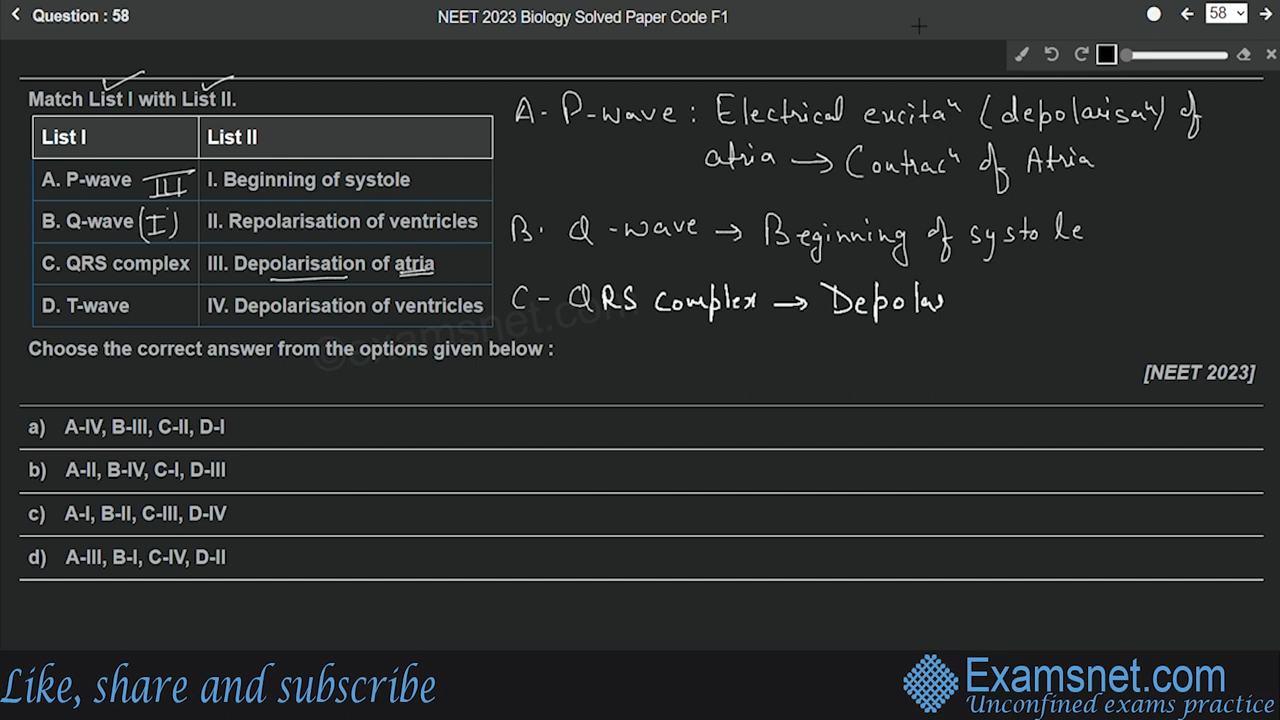 Question : 58
NEET 2023 Biology Solved Paper Code F1
58
Match List I with List II.
List I List II
A. P-wave III I. Beginning of systole
B. Q-wave (I) II. Repolarisation of ventricles
C. QRS complex III. Depolarisation of atria
D. T-wave IV. Depolarisation of ventricles
A- P-wave : Electrical excitaⁿ (depolarisaⁿ) of
atria → Contracⁿ of Atria
B. Q-wave → Beginning of systole
C- QRS complex → Depolar
©examsnet.com
Choose the correct answer from the options given below :
[NEET 2023]
a) A-IV, B-III, C-II, D-I
b) A-II, B-IV, C-I, D-III
c) A-I, B-II, C-III, D-IV
d) A-III, B-I, C-IV, D-II
Like, share and subscribe
Examsnet.com
Unconfined exams practice